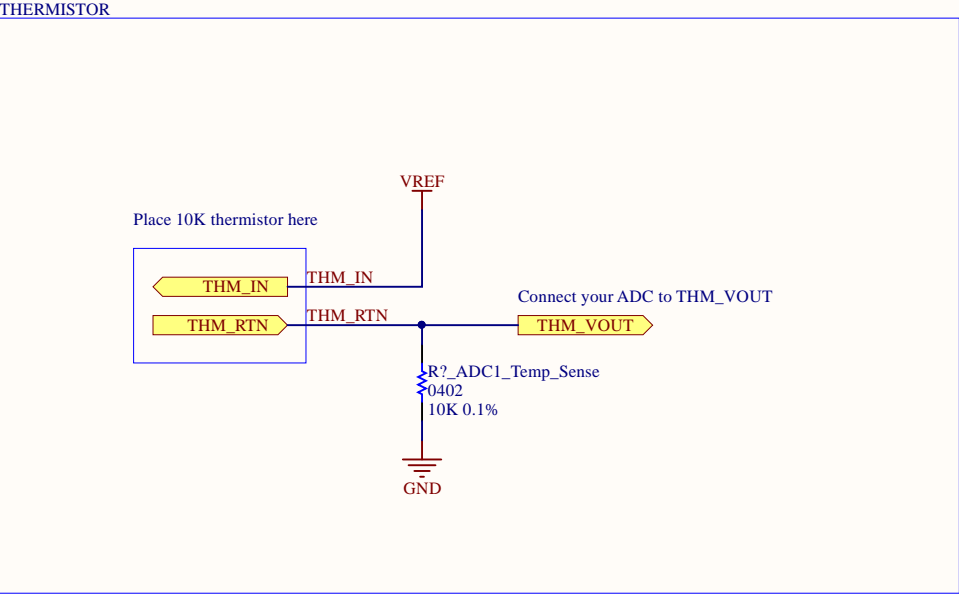 THERMISTOR
VREF
Place 10K thermistor here
THM_IN
THM_IN
Connect your ADC to THM_VOUT
THM_RTN
THM_RTN
THM_VOUT
R?_ADC1_Temp_Sense
0402
10K 0.1%
GND